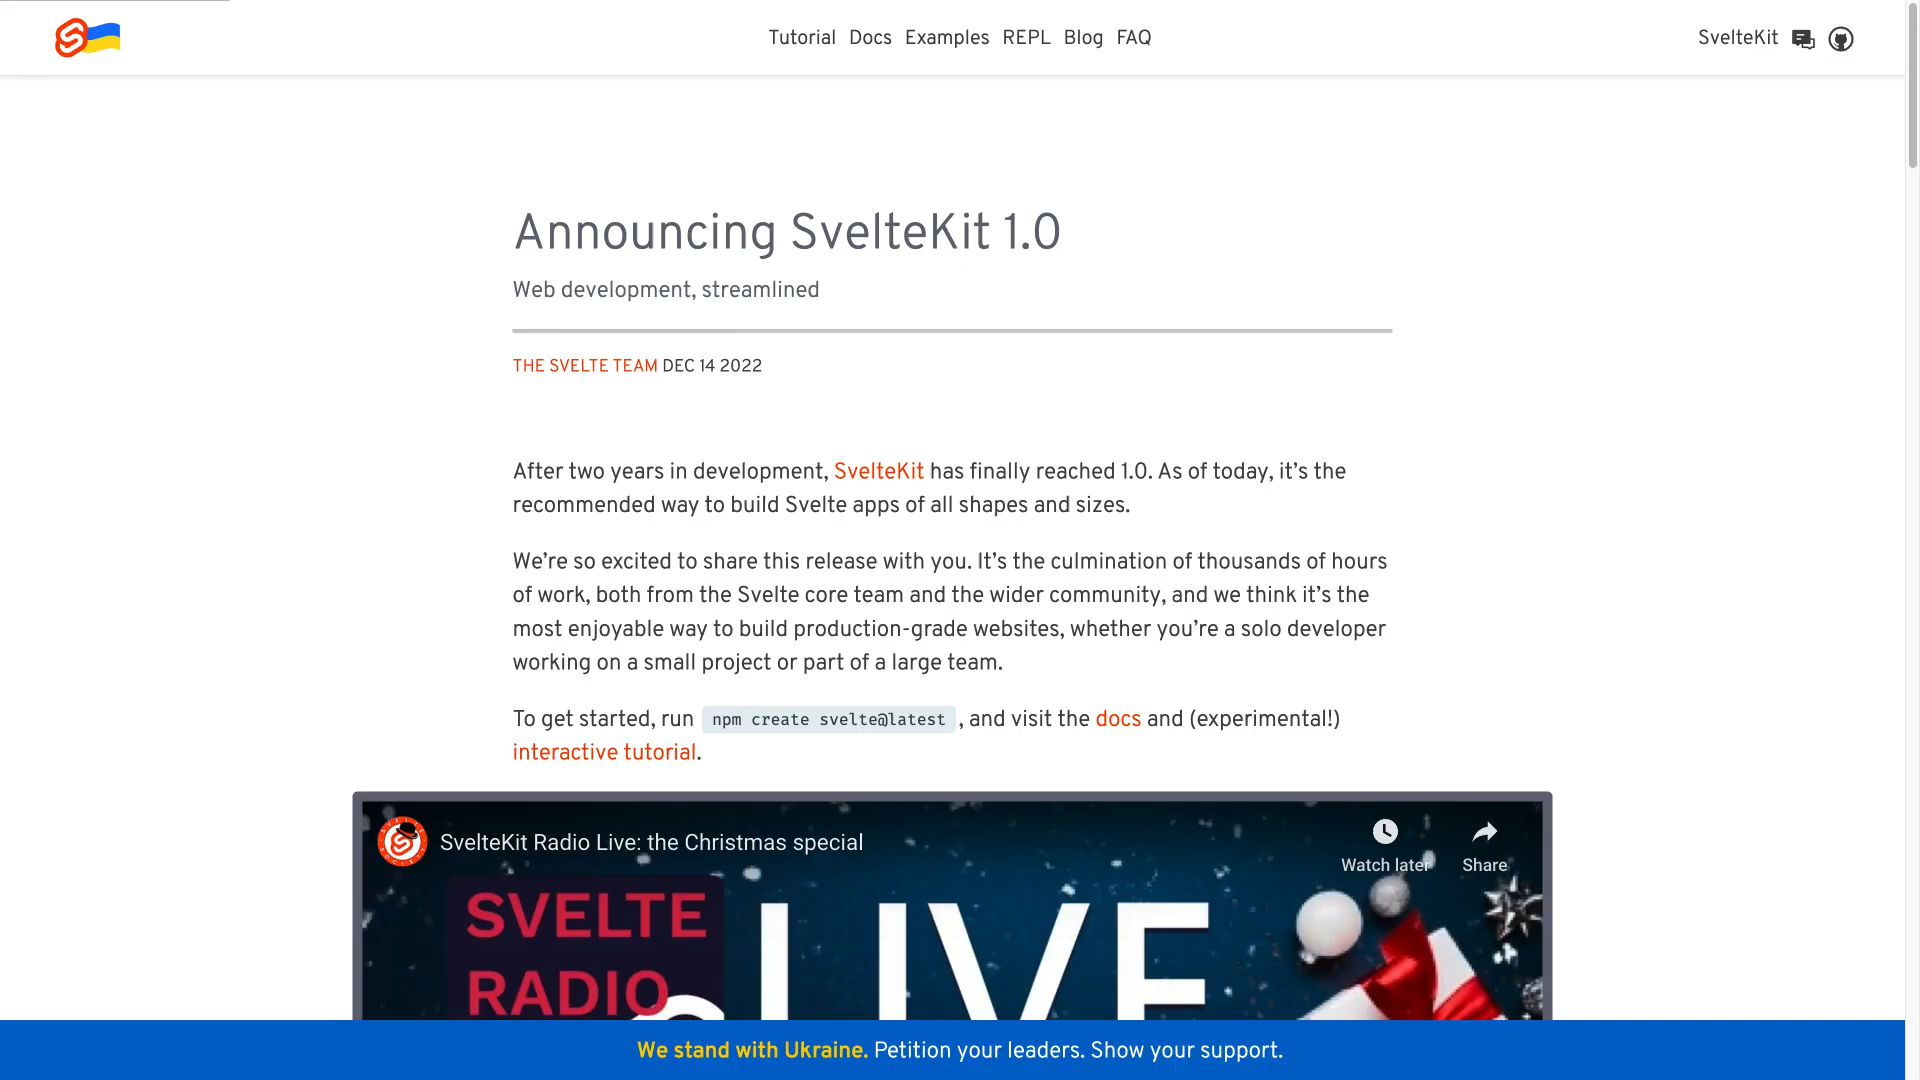 Tutorial Docs Examples REPL Blog FAQ
SvelteKit
Announcing SvelteKit 1.0
Web development, streamlined
THE SVELTE TEAM DEC 14 2022
After two years in development, SvelteKit has finally reached 1.0. As of today, it’s the
recommended way to build Svelte apps of all shapes and sizes.
We’re so excited to share this release with you. It’s the culmination of thousands of hours
of work, both from the Svelte core team and the wider community, and we think it’s the
most enjoyable way to build production-grade websites, whether you’re a solo developer
working on a small project or part of a large team.
To get started, run npm create svelte@latest, and visit the docs and (experimental!)
interactive tutorial.
SvelteKit Radio Live: the Christmas special
Watch later Share
SVELTE
RADIO
LIVE
We stand with Ukraine. Petition your leaders. Show your support.